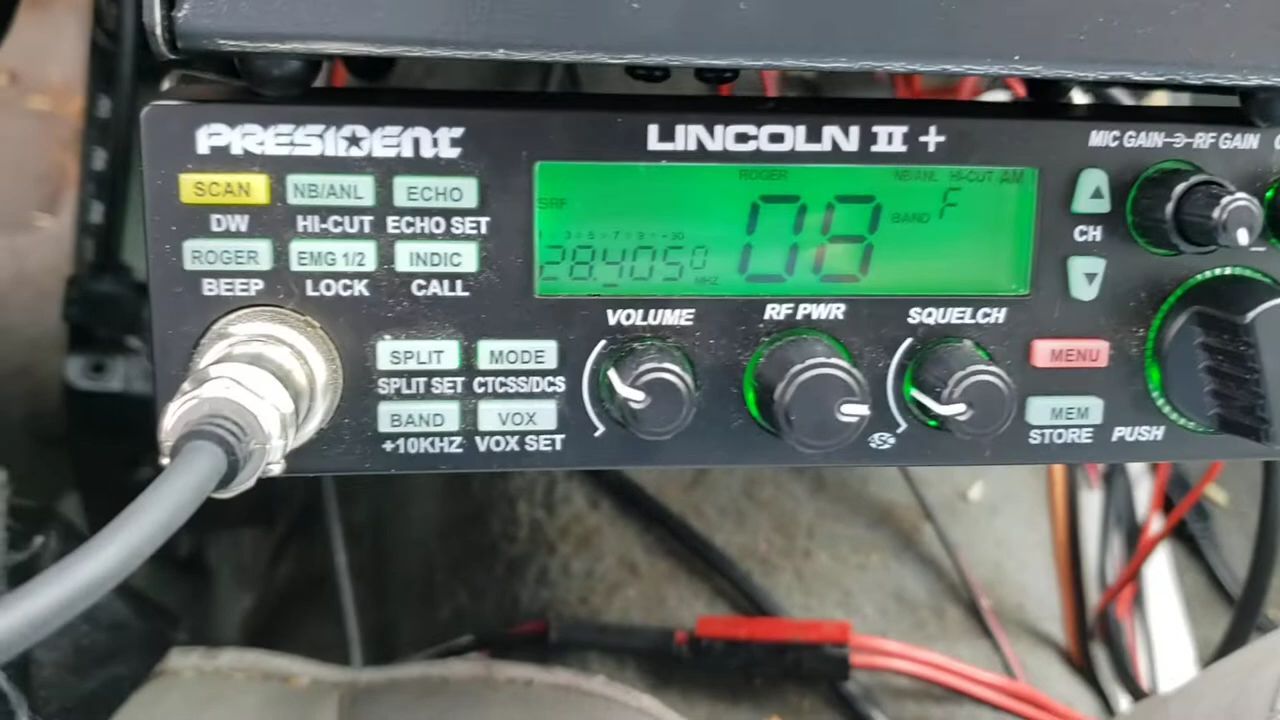 PRESIDENT
LINCOLN II +
MIC GAIN RF GAIN
SCAN NB/ANL ECHO
DW HI-CUT ECHO SET
ROGER EMG 1/2 INDIC
BEEP LOCK CALL
ROGER NB/ANL HI-CUT AM
SRF
08 BAND F
28.4050 MHZ
CH
VOLUME RF PWR SQUELCH
SPLIT MODE
SPLIT SET CTCSS/DCS
BAND VOX
+10KHZ VOX SET
MENU
MEM
STORE PUSH